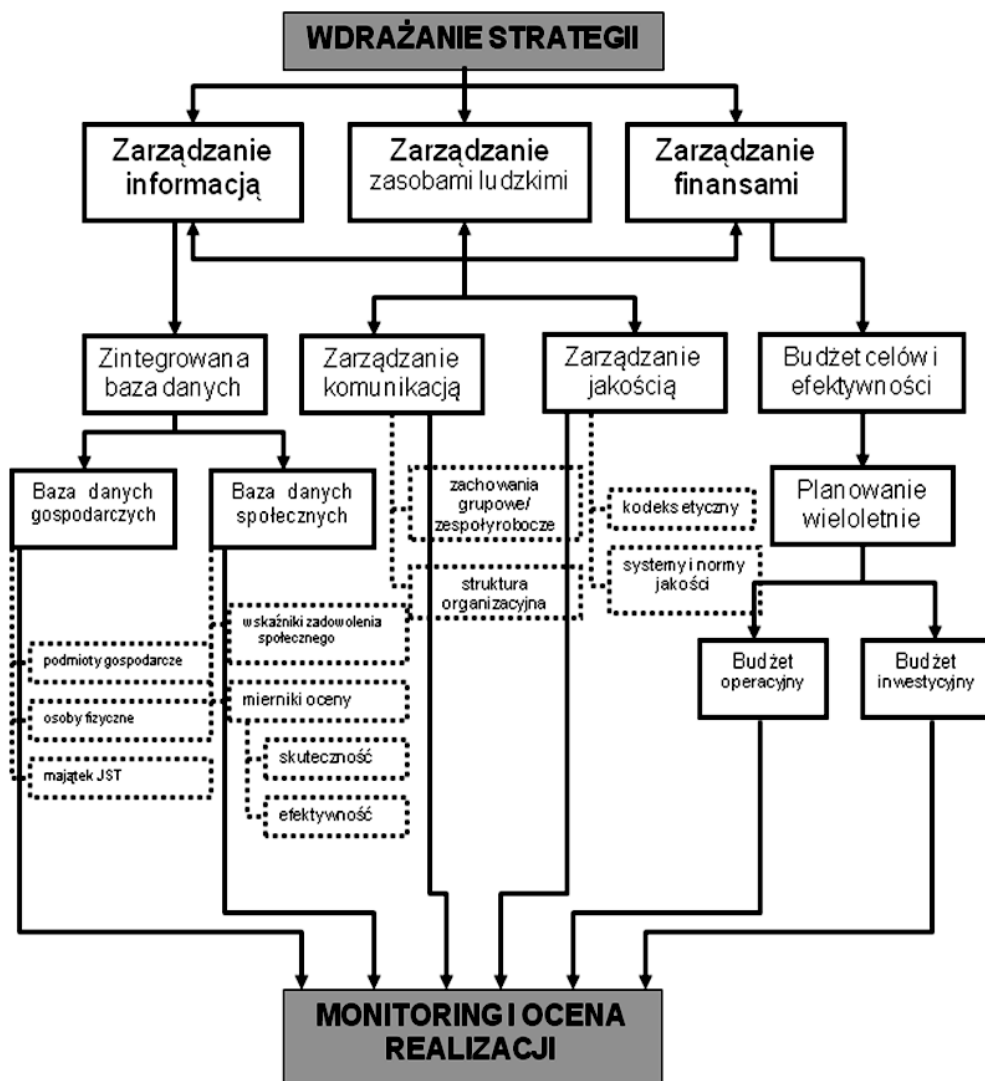 WDRAŻANIE STRATEGII
Zarządzanie
informacją
Zarządzanie
zasobami ludzkimi
Zarządzanie
finansami
Zintegrowana
baza danych
Zarządzanie
komunikacją
Zarządzanie
jakością
Budżet celów i
efektywności
Baza danych
gospodarczych
Baza danych
społecznych
zachowania
grupowe/
zespoły robocze
kodeks etyczny
Planowanie
wieloletnie
struktura
organizacyjna
systemy i normy
jakości
wskaźniki zadowolenia
społecznego
podmioty gospodarcze
mierniki oceny
osoby fizyczne
skuteczność
majątek JST
efektywność
Budżet
operacyjny
Budżet
inwestycyjny
MONITORING I OCENA
REALIZACJI